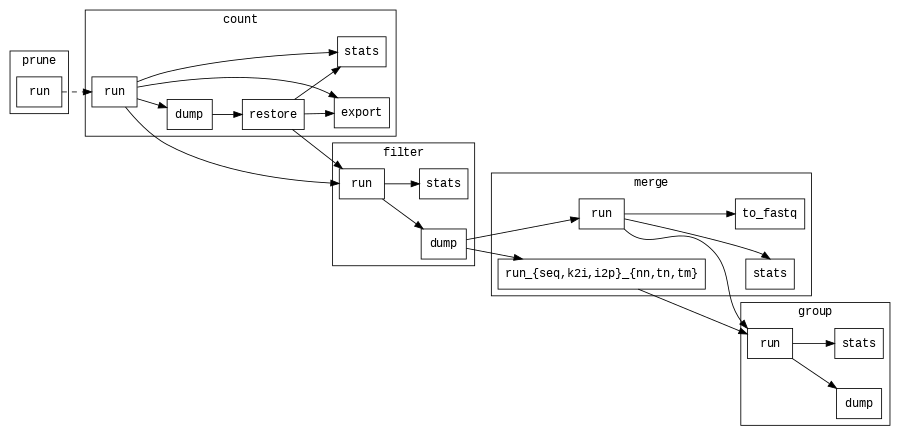 prune
run
count
run
stats
dump
restore
export
filter
run
stats
dump
merge
run
to_fastq
run_{seq,k2i,i2p}_{nn,tn,tm}
stats
group
run
stats
dump